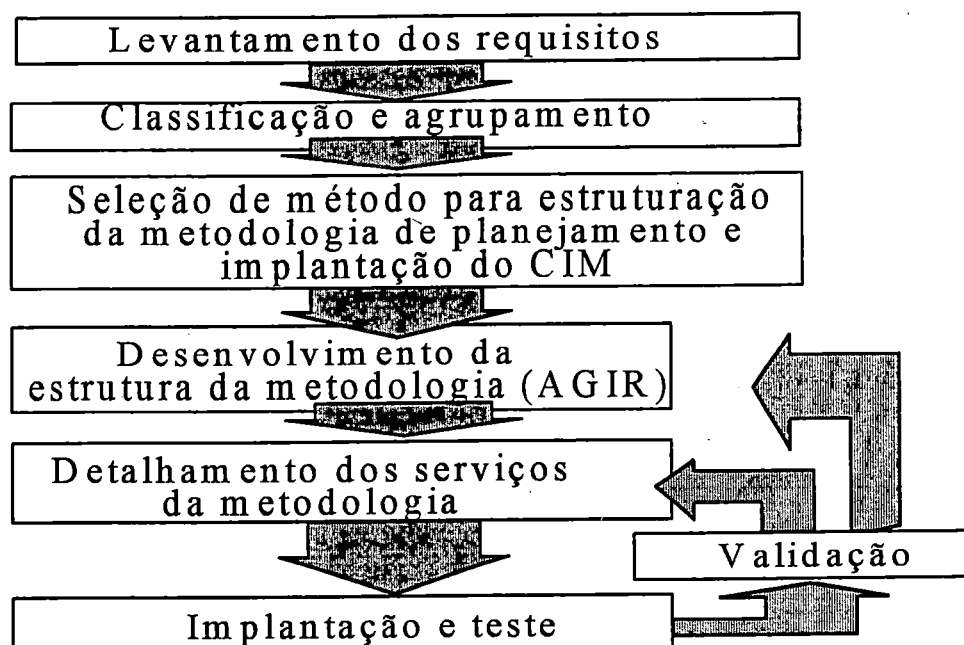 Levantamento dos requisitos
Classificação e agrupamento
Seleção de método para estruturação
da metodologia de planejamento e
implantação do CIM
Desenvolvimento da
estrutura da metodologia (AGIR)
Detalhamento dos serviços
da metodologia
Validação
Implantação e teste